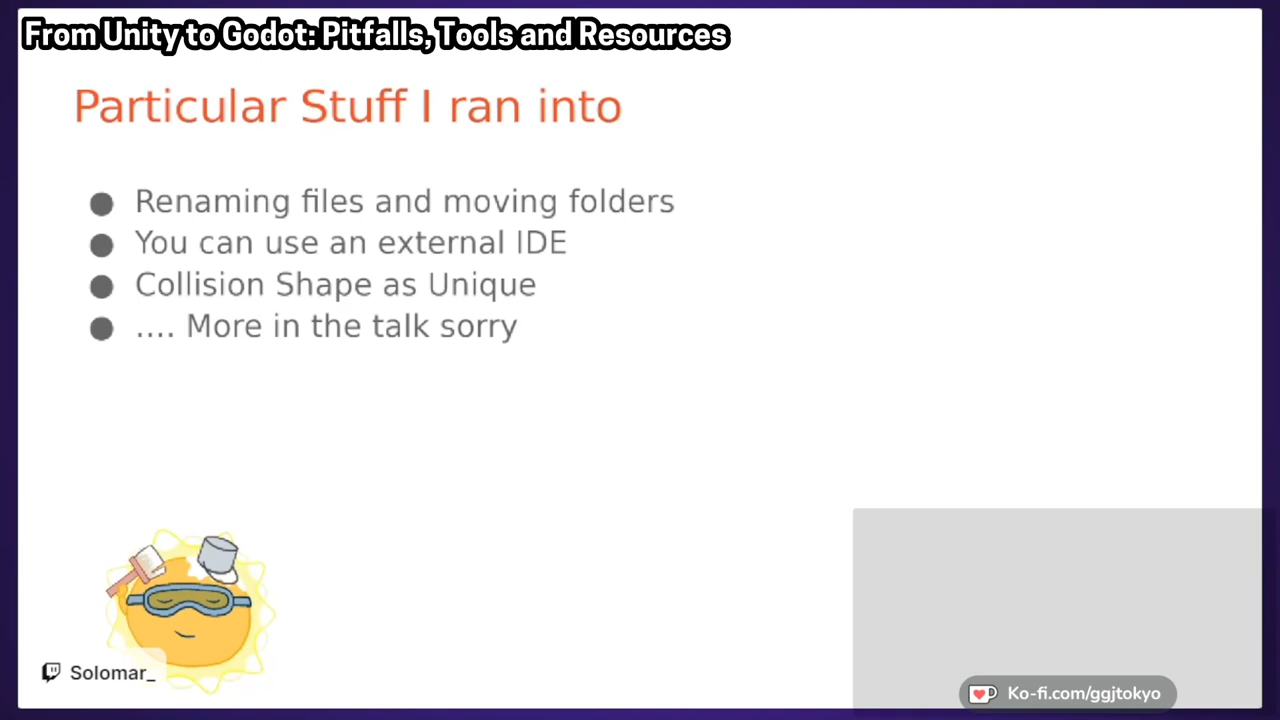 From Unity to Godot: Pitfalls, Tools and Resources
Particular Stuff I ran into
● Renaming files and moving folders
● You can use an external IDE
● Collision Shape as Unique
● .... More in the talk sorry
Solomar_
Ko-fi.com/ggjtokyo